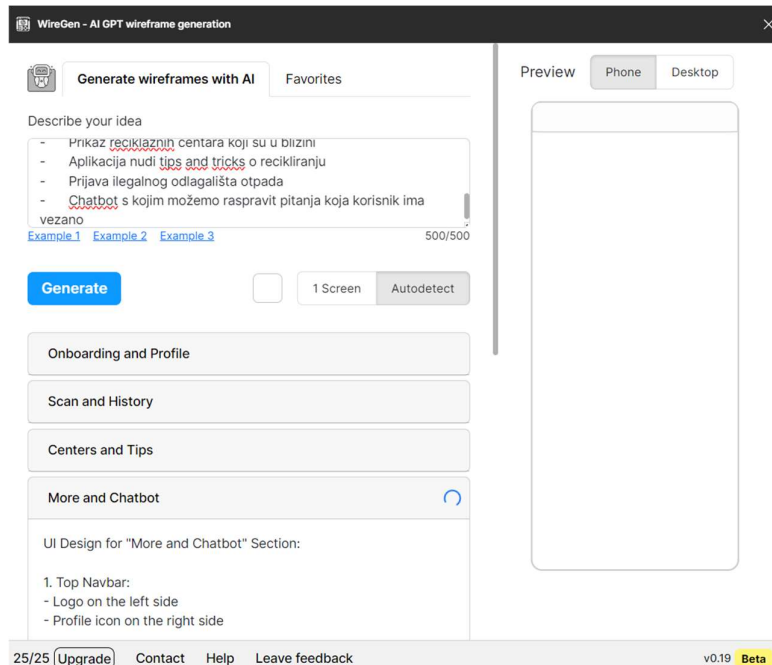 WireGen - AI GPT wireframe generation
Generate wireframes with AI
Favorites
Describe your idea
- Prikaz reciklažnih centara koji su u blizini
- Aplikacija nudi tips and tricks o recikliranju
- Prijava ilegalnog odlagališta otpada
- Chatbot s kojim možemo raspravit pitanja koja korisnik ima
vezano
Example 1 Example 2 Example 3
500/500
Generate
1 Screen
Autodetect
Onboarding and Profile
Scan and History
Centers and Tips
More and Chatbot
UI Design for "More and Chatbot" Section:
1. Top Navbar:
- Logo on the left side
- Profile icon on the right side
Preview
Phone
Desktop
25/25 Upgrade Contact Help Leave feedback
v0.19 Beta